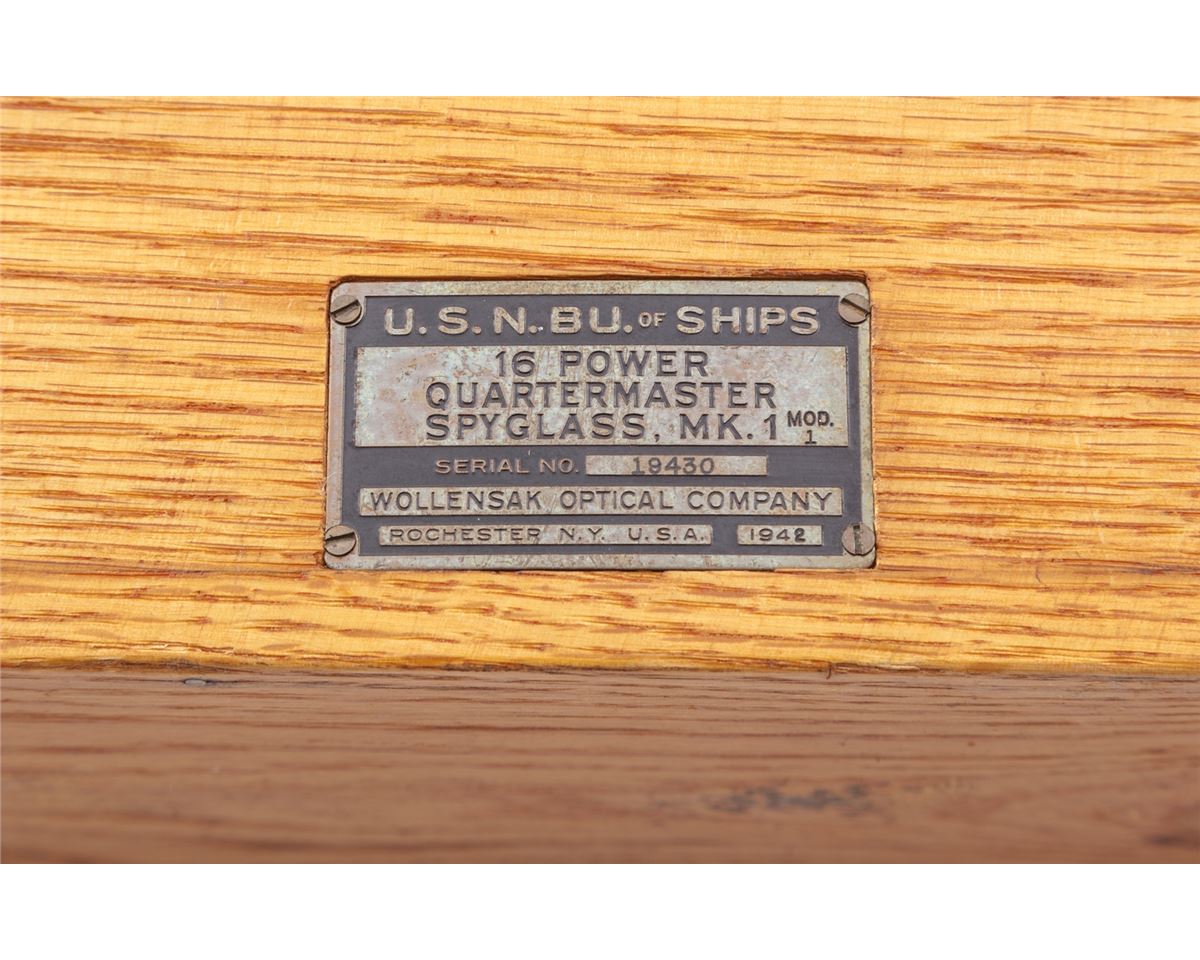 U.S.N. BU. OF SHIPS
16 POWER
QUARTERMASTER
SPYGLASS, MK. 1 MOD. 1
SERIAL NO. 19430
WOLLENSAK OPTICAL COMPANY
ROCHESTER N.Y. U.S.A. 1942